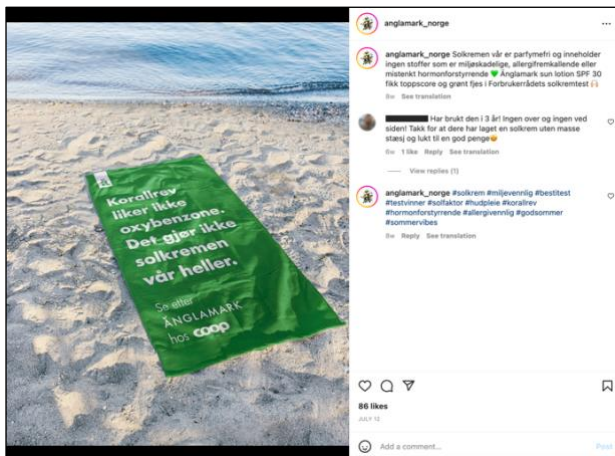 Korallrev
liker ikke
oxybenzone.
Det gjør ikke
solkremen
vår heller.
Se etter
ÄNGLAMARK
hos coop
anglamark_norge
anglamark_norge Solkremen vår er parfymefri og inneholder
ingen stoffer som er miljøskadelige, allergifremkallende eller
mistenkt hormonforstyrrende 💚 Änglamark sun lotion SPF 30
fikk toppscore og grønt fjes i Forbrukerrådets solkremtest 🙌🏼
8w See translation
Har brukt den i 3 år! Ingen over og ingen ved
siden! Takk for at dere har laget en solkrem uten masse
stæsj og lukt til en god penge😄
8w 1 like Reply See translation
View replies (1)
anglamark_norge #solkrem #miljevennlig #bestitest
#testvinner #solfaktor #hudpleie #korallrev
#hormonforstyrrende #allergivennlig #godsommer
#sommervibes
8w Reply See translation
86 likes
JULY 12
Add a comment...
Post